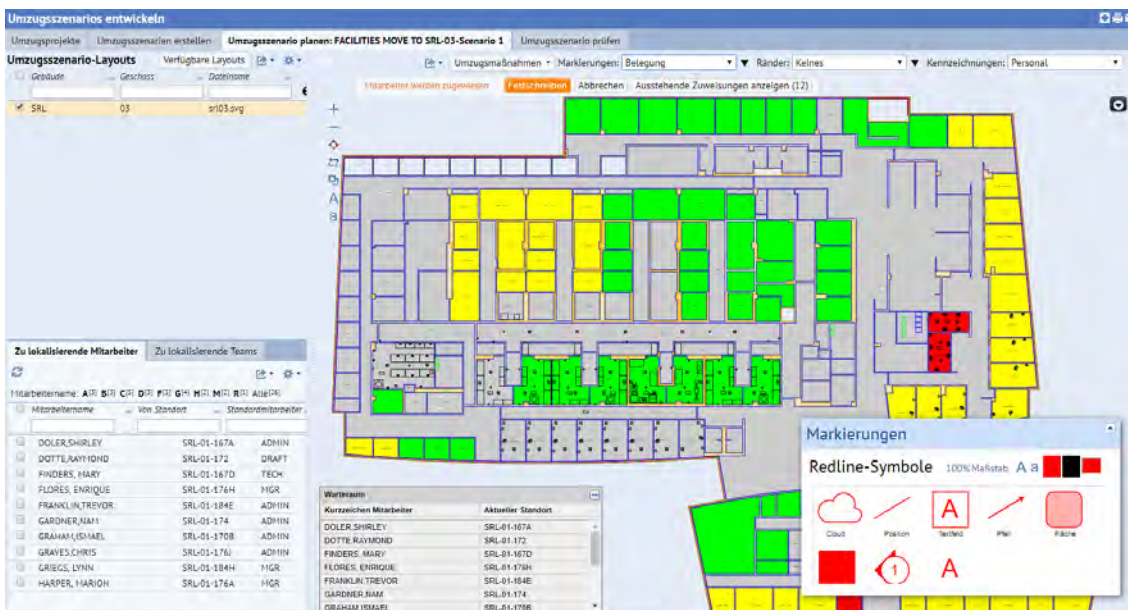 Umzugsszenarios entwickeln
Umzugsprojekte Umzugsszenarien erstellen Umzugsszenario planen: FACILITIES MOVE TO SRL-03-Scenario 1 Umzugsszenario prüfen
Umzugsszenario-Layouts Verfügbare Layouts
Umzugsmaßnahmen Markierungen: Belegung Ränder: Keines Kennzeichnungen: Personal
Gebäude Geschoss Dateiname
Mitarbeiter werden zugewiesen Festschreiben Abbrechen Ausstehende Zuweisungen anzeigen (12)
SRL 03 srl03.svg
Zu lokalisierende Mitarbeiter Zu lokalisierende Teams
Mitarbeitername: A B C D F G H M R Alle
Mitarbeitername Von Standort Standardmitarbeiter
DOLER,SHIRLEY SRL-01-167A ADMIN
DOTTE,RAYMOND SRL-01-172 DRAFT
FINDERS, MARY SRL-01-167D TECH
FLORES, ENRIQUE SRL-01-176H MGR
FRANKLIN,TREVOR SRL-01-184E ADMIN
GARDNER,NAM SRL-01-174 ADMIN
GRAHAM,ISMAEL SRL-01-170B ADMIN
GRAVES,CHRIS SRL-01-176J ADMIN
GRIEGS, LYNN SRL-01-184H MGR
HARPER, MARION SRL-01-176A MGR
Warteraum
Kurzzeichen Mitarbeiter Aktueller Standort
DOLER,SHIRLEY SRL-01-167A
DOTTE,RAYMOND SRL-01-172
FINDERS, MARY SRL-01-167D
FLORES, ENRIQUE SRL-01-176H
FRANKLIN,TREVOR SRL-01-184E
GARDNER,NAM SRL-01-174
GRAHAM,ISMAEL SRL-01-170B
Markierungen
Redline-Symbole 100% Maßstab A a
A
Cloud Position Textfeld Pfeil Fläche
1 A